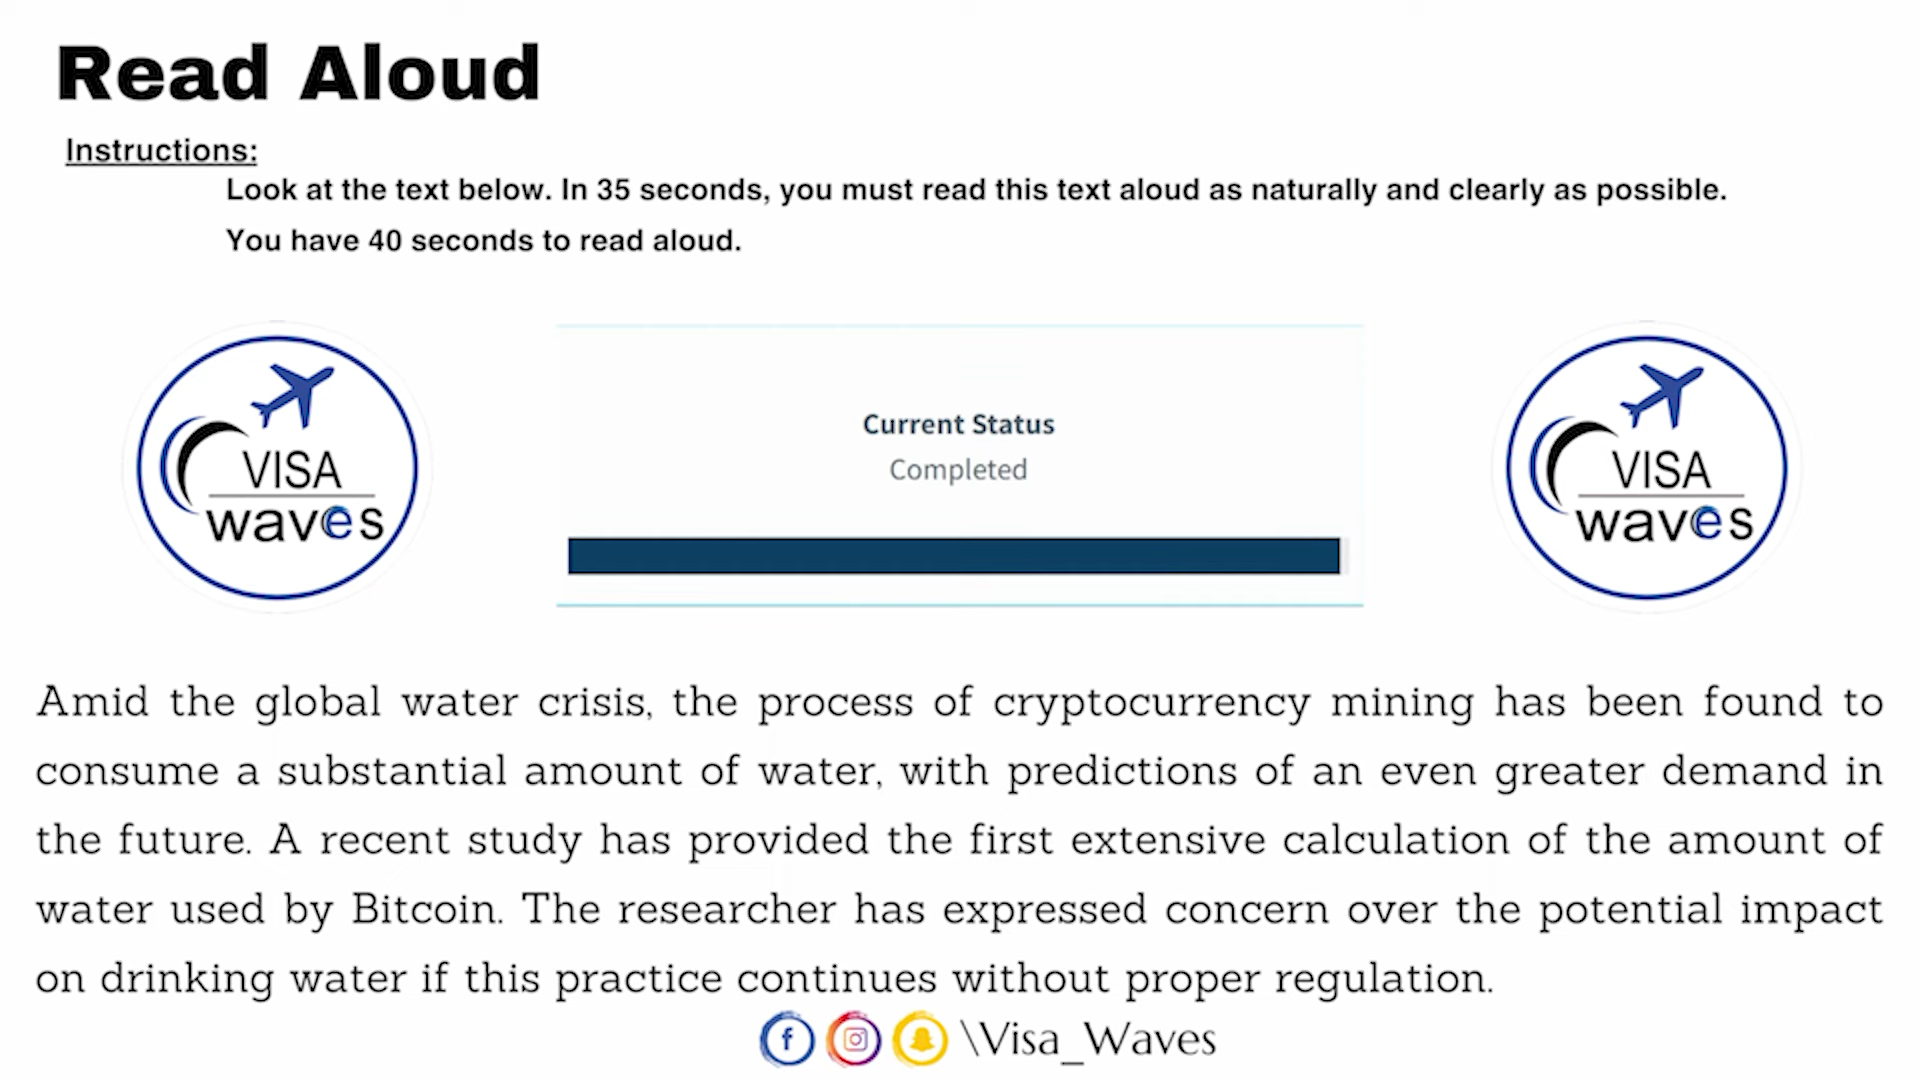 Read Aloud
Instructions:
Look at the text below. In 35 seconds, you must read this text aloud as naturally and clearly as possible.
You have 40 seconds to read aloud.
VISA
waves
Current Status
Completed
VISA
waves
Amid the global water crisis, the process of cryptocurrency mining has been found to
consume a substantial amount of water, with predictions of an even greater demand in
the future. A recent study has provided the first extensive calculation of the amount of
water used by Bitcoin. The researcher has expressed concern over the potential impact
on drinking water if this practice continues without proper regulation.
\Visa_Waves